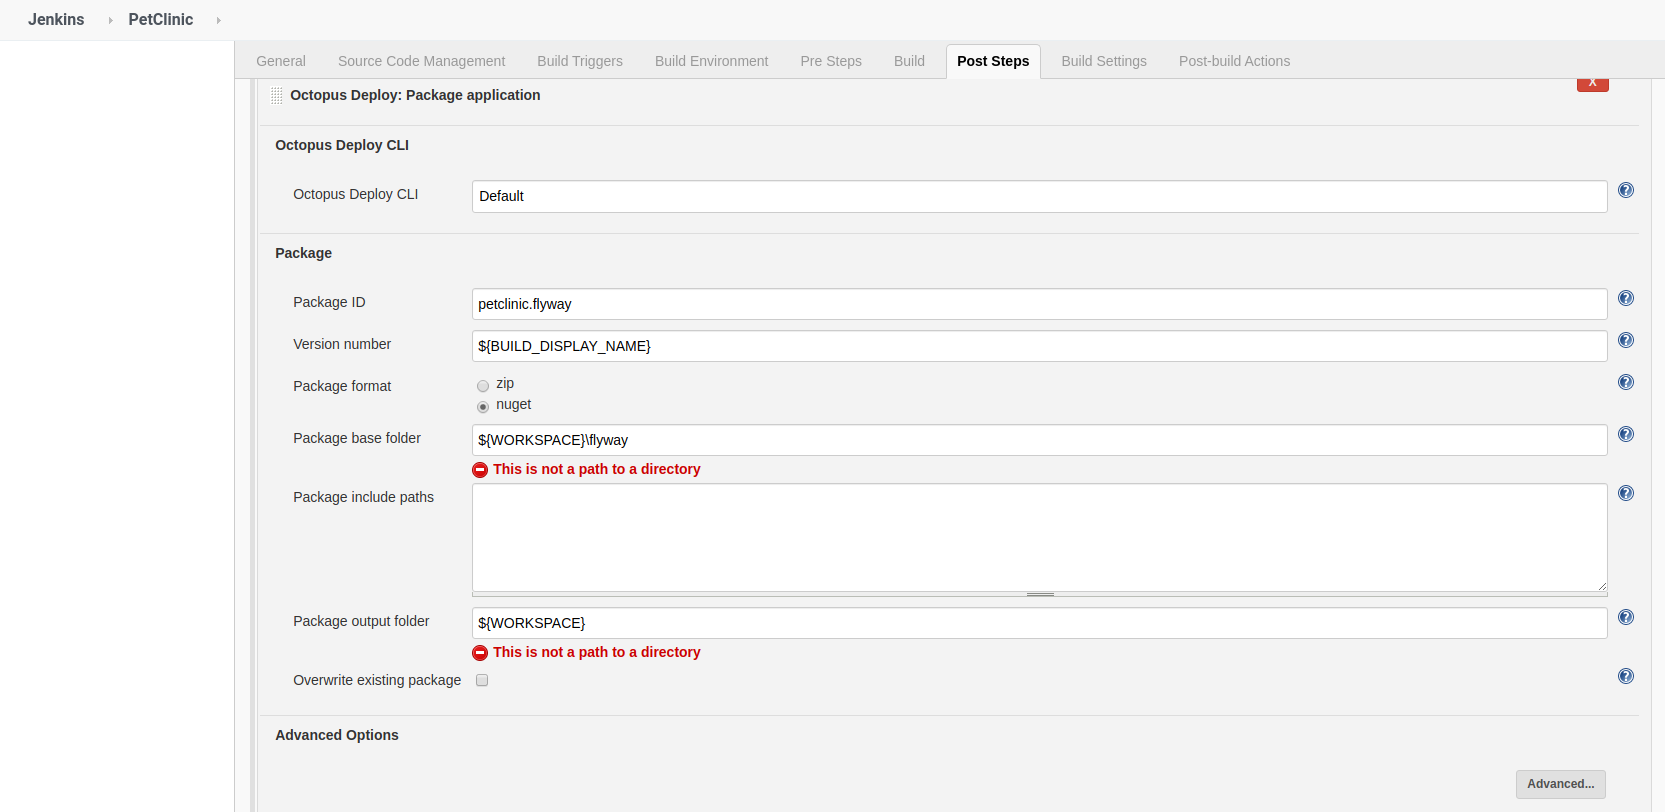 Jenkins PetClinic
General Source Code Management Build Triggers Build Environment Pre Steps Build Post Steps Build Settings Post-build Actions
X
Octopus Deploy: Package application
Octopus Deploy CLI
Octopus Deploy CLI Default
Package
Package ID petclinic.flyway
Version number ${BUILD_DISPLAY_NAME}
Package format zip
nuget
Package base folder ${WORKSPACE}\flyway
This is not a path to a directory
Package include paths
Package output folder ${WORKSPACE}
This is not a path to a directory
Overwrite existing package
Advanced Options
Advanced...